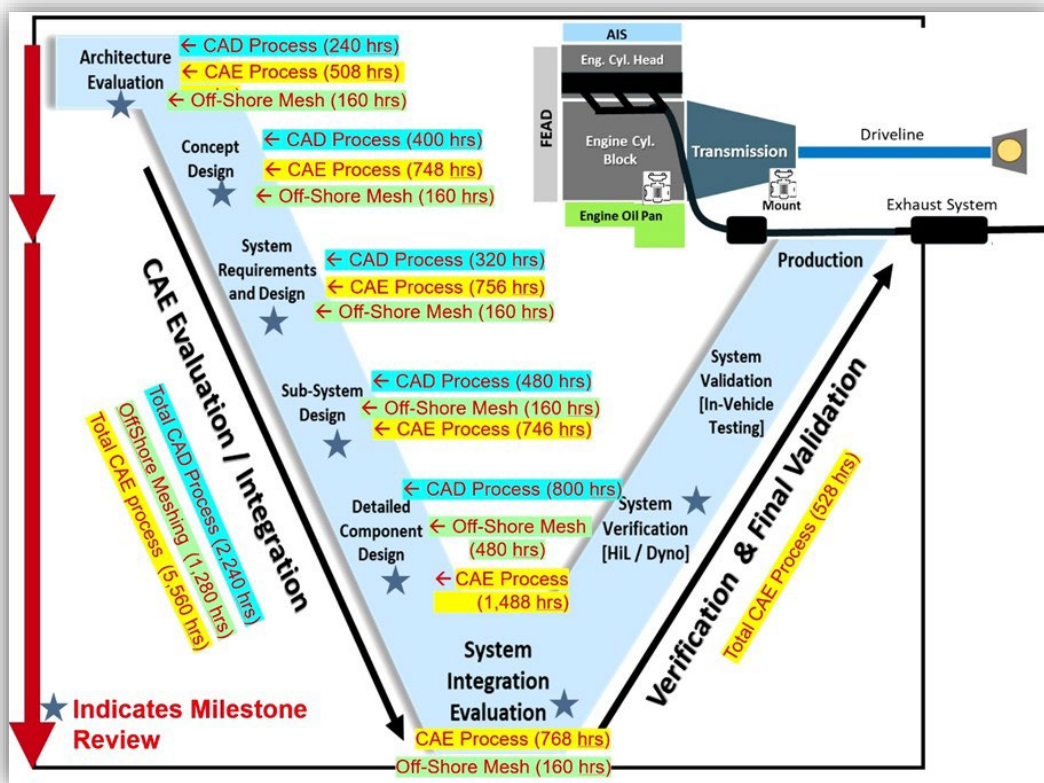 Architecture
Evaluation
← CAD Process (240 hrs)
← CAE Process (508 hrs)
← Off-Shore Mesh (160 hrs)
Concept
Design
← CAD Process (400 hrs)
← CAE Process (748 hrs)
← Off-Shore Mesh (160 hrs)
System
Requirements
and Design
← CAD Process (320 hrs)
← CAE Process (756 hrs)
← Off-Shore Mesh (160 hrs)
Sub-System
Design
← CAD Process (480 hrs)
← Off-Shore Mesh (160 hrs)
← CAE Process (746 hrs)
Detailed
Component
Design
← CAD Process (800 hrs)
← Off-Shore Mesh
(480 hrs)
← CAE Process
(1,488 hrs)
System
Integration
Evaluation
CAE Process (768 hrs)
Off-Shore Mesh (160 hrs)
CAE Evaluation / Integration
Total CAD Process (2,240 hrs)
OffShore Meshing (1,280 hrs)
Total CAE process (5,560 hrs)
Indicates Milestone
Review
System
Verification
[HiL / Dyno]
System
Validation
[In-Vehicle
Testing]
Production
Verification & Final Validation
Total CAE Process (528 hrs)
AIS
Eng. Cyl. Head
FEAD
Engine Cyl.
Block
Engine Oil Pan
Transmission
Mount
Driveline
Exhaust System